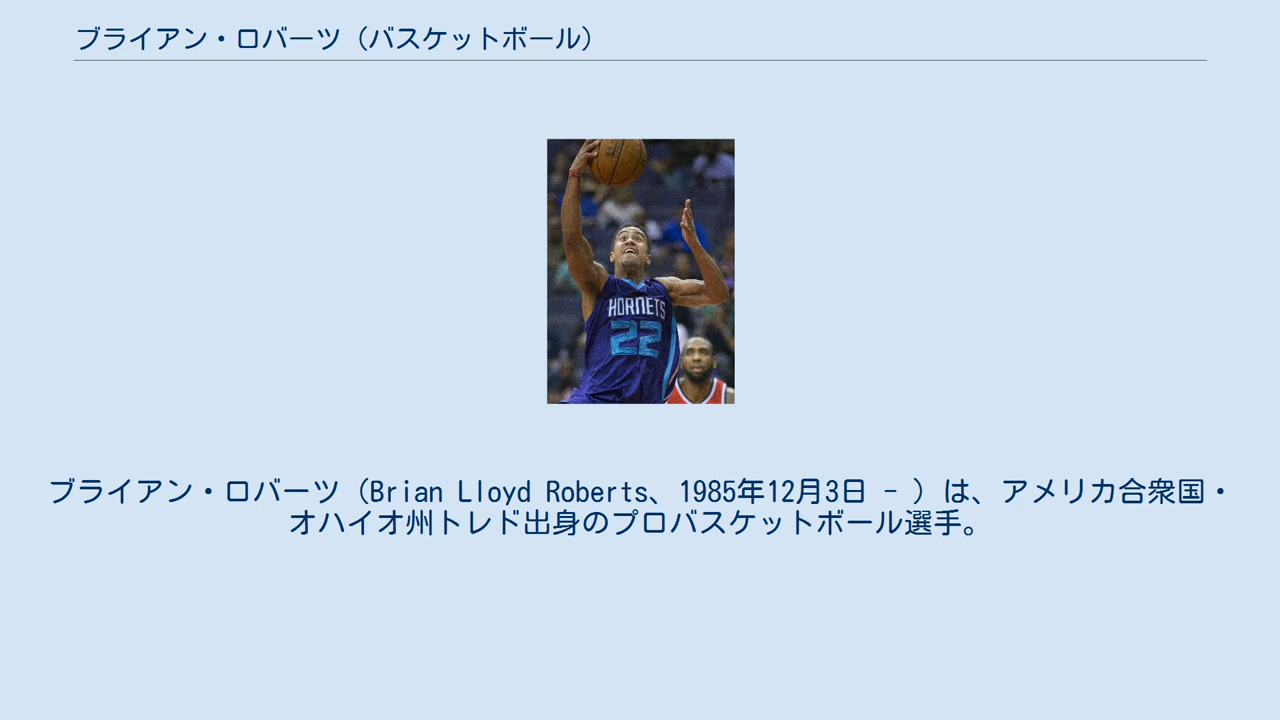 ブライアン・ロバーツ（バスケットボール）
HORNETS
22
ブライアン・ロバーツ（Brian Lloyd Roberts、1985年12月3日 - ）は、アメリカ合衆国・
オハイオ州トレド出身のプロバスケットボール選手。